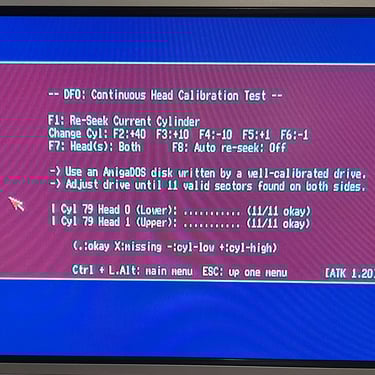 -- DF0: Continuous Head Calibration Test --
F1: Re-Seek Current Cylinder
Change Cyl: F2:+40 F3:+10 F4:-10 F5:+1 F6:-1
F7: Head(s): Both F8: Auto re-seek: Off
-> Use an AmigaDOS disk written by a well-calibrated drive.
-> Adjust drive until 11 valid sectors found on both sides.
| Cyl 79 Head 0 (Lower): ........... (11/11 okay)
| Cyl 79 Head 1 (Upper): ........... (11/11 okay)
(.:okay X:missing -:cyl-low +:cyl-high)
Ctrl + L.Alt: main menu ESC: up one menu [ATK 1.20]